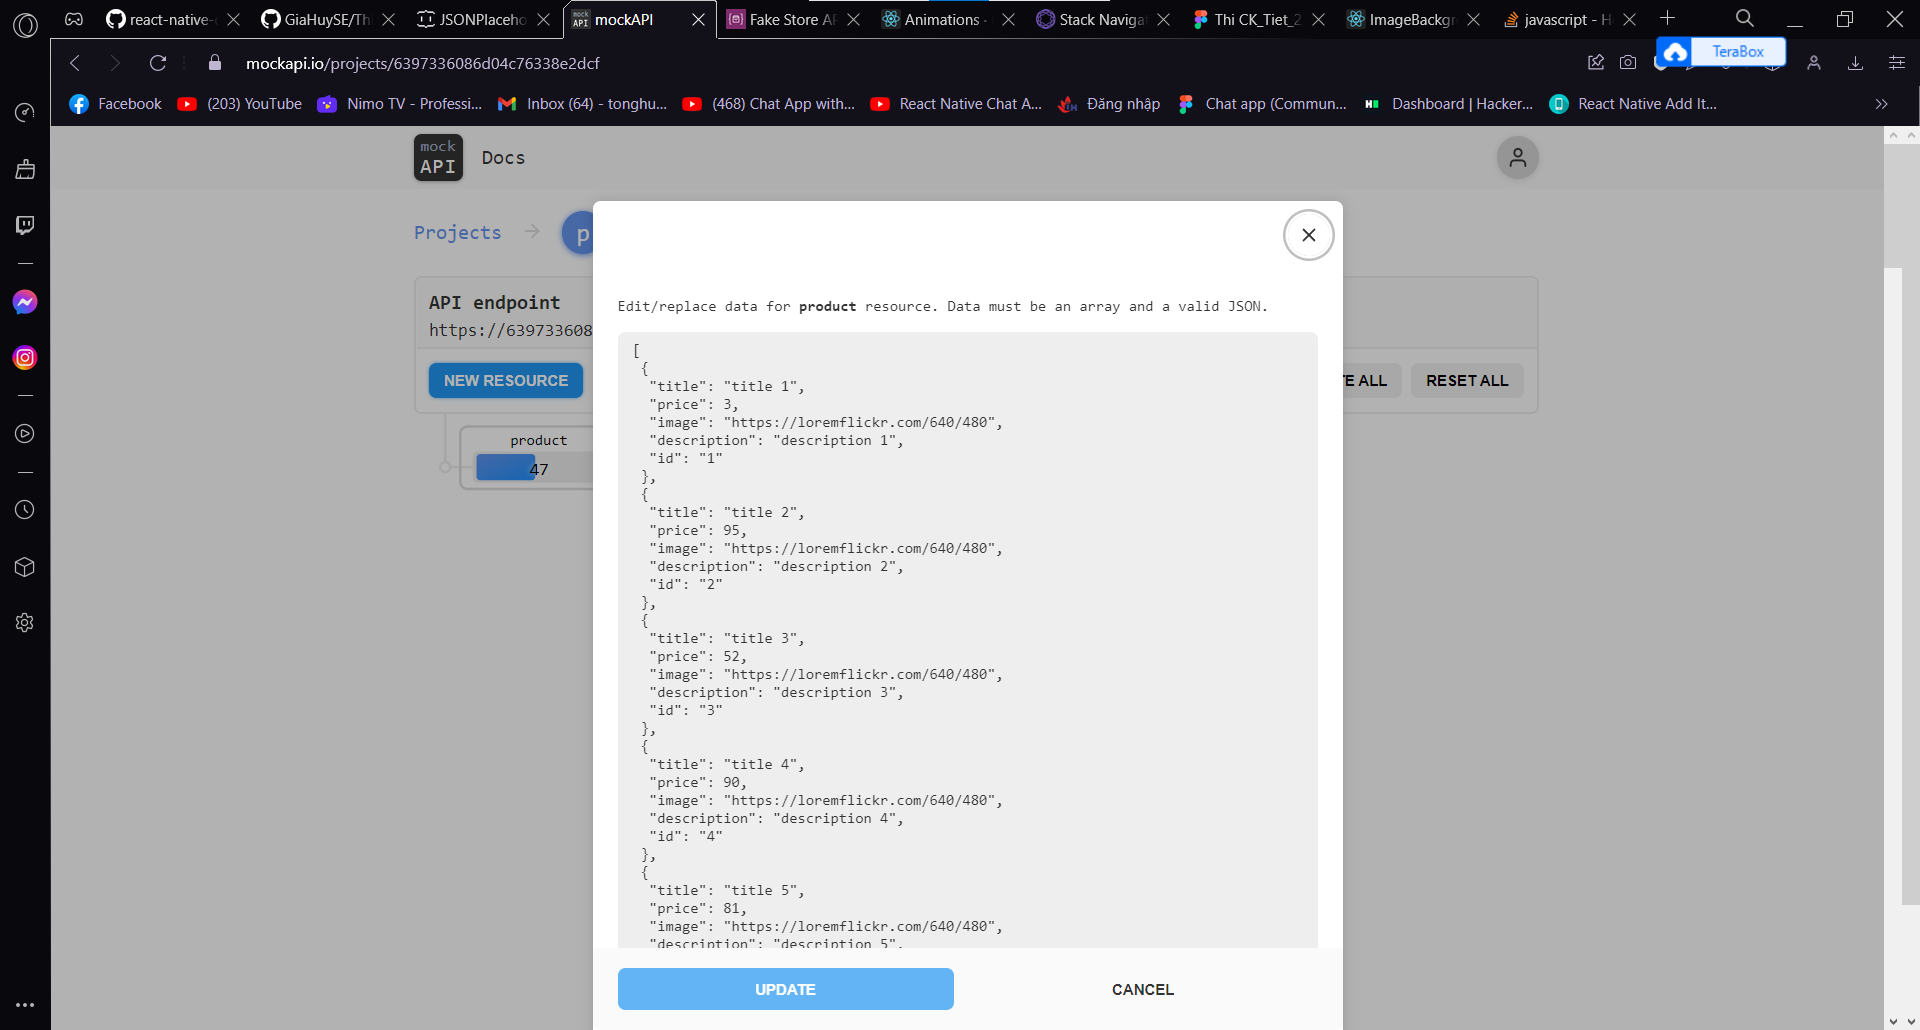 react-native-
GiaHuySE/Thi
JSONPlaceho
mockAPI
Fake Store AP
Animations ·
Stack Naviga
Thi CK_Tiet_2
ImageBackgr
javascript - H
mockapi.io/projects/6397336086d04c76338e2dcf
TeraBox
Facebook
(203) YouTube
Nimo TV - Professi...
Inbox (64) - tonghu...
(468) Chat App with...
React Native Chat A...
Đăng nhập
Chat app (Commun...
Dashboard | Hacker...
React Native Add It...
mock
API
Docs
Projects
p
API endpoint
https://639733608
NEW RESOURCE
TE ALL
RESET ALL
product
47
Edit/replace data for product resource. Data must be an array and a valid JSON.
[
{
"title": "title 1",
"price": 3,
"image": "https://loremflickr.com/640/480",
"description": "description 1",
"id": "1"
},
{
"title": "title 2",
"price": 95,
"image": "https://loremflickr.com/640/480",
"description": "description 2",
"id": "2"
},
{
"title": "title 3",
"price": 52,
"image": "https://loremflickr.com/640/480",
"description": "description 3",
"id": "3"
},
{
"title": "title 4",
"price": 90,
"image": "https://loremflickr.com/640/480",
"description": "description 4",
"id": "4"
},
{
"title": "title 5",
"price": 81,
"image": "https://loremflickr.com/640/480",
"description": "description 5",
UPDATE
CANCEL